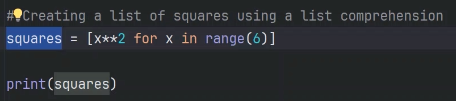 #Creating a list of squares using a list comprehension
squares = [x**2 for x in range(6)]
print(squares)